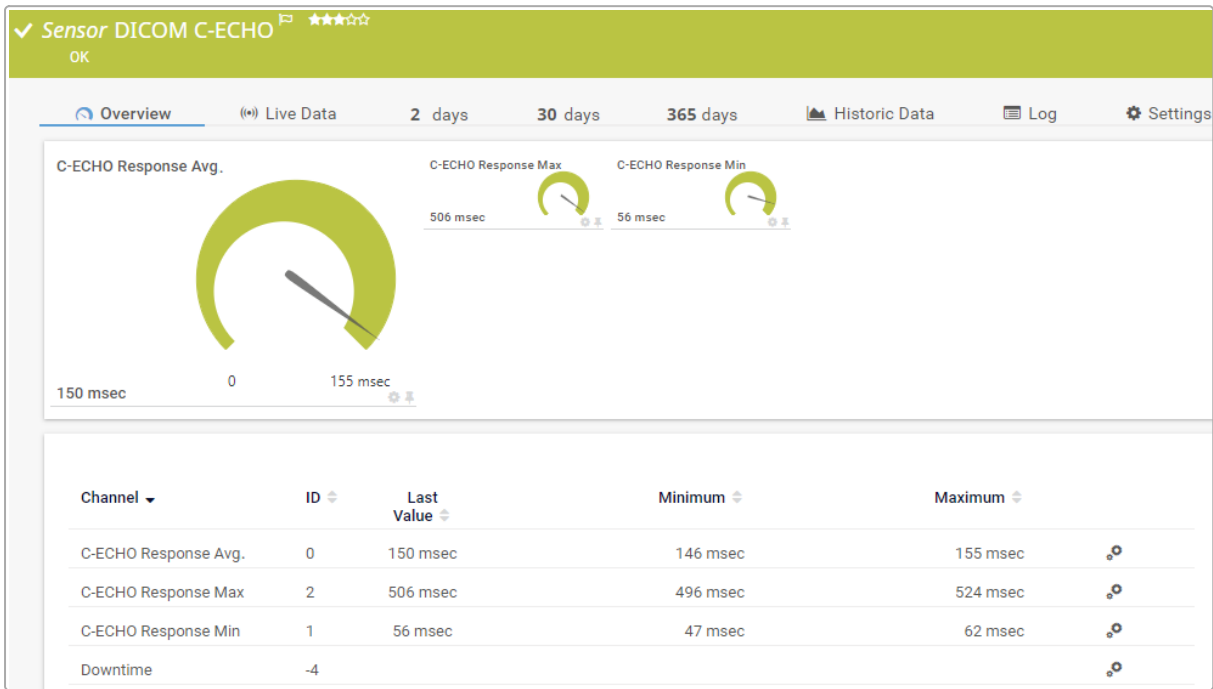 Sensor DICOM C-ECHO
OK
Overview Live Data 2 days 30 days 365 days Historic Data Log Settings
C-ECHO Response Avg.
150 msec
0 155 msec
C-ECHO Response Max
506 msec
C-ECHO Response Min
56 msec
Channel ID Last Value Minimum Maximum
C-ECHO Response Avg. 0 150 msec 146 msec 155 msec
C-ECHO Response Max 2 506 msec 496 msec 524 msec
C-ECHO Response Min 1 56 msec 47 msec 62 msec
Downtime -4